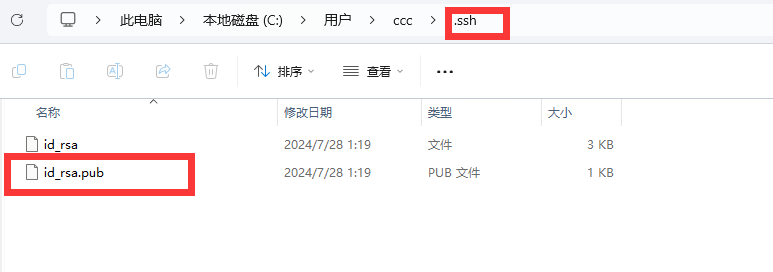 此电脑 > 本地磁盘 (C:) > 用户 > ccc > .ssh
排序 查看 •••
名称 修改日期 类型 大小
id_rsa 2024/7/28 1:19 文件 3 KB
id_rsa.pub 2024/7/28 1:19 PUB 文件 1 KB